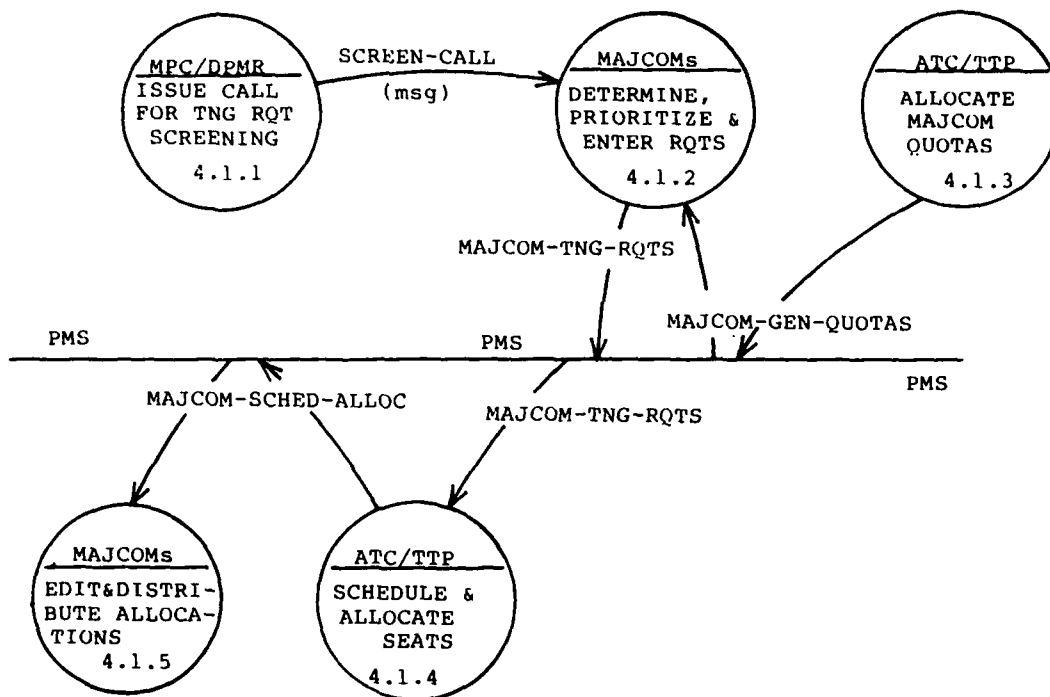 MPC/DPMR
ISSUE CALL
FOR TNG RQT
SCREENING
4.1.1
SCREEN-CALL
(msg)
MAJCOMs
DETERMINE,
PRIORITIZE &
ENTER RQTS
4.1.2
ATC/TTP
ALLOCATE
MAJCOM
QUOTAS
4.1.3
MAJCOM-TNG-RQTS
MAJCOM-GEN-QUOTAS
PMS
PMS
PMS
MAJCOM-SCHED-ALLOC
MAJCOM-TNG-RQTS
MAJCOMs
EDIT&DISTRI-
BUTE ALLOCA-
TIONS
4.1.5
ATC/TTP
SCHEDULE &
ALLOCATE
SEATS
4.1.4